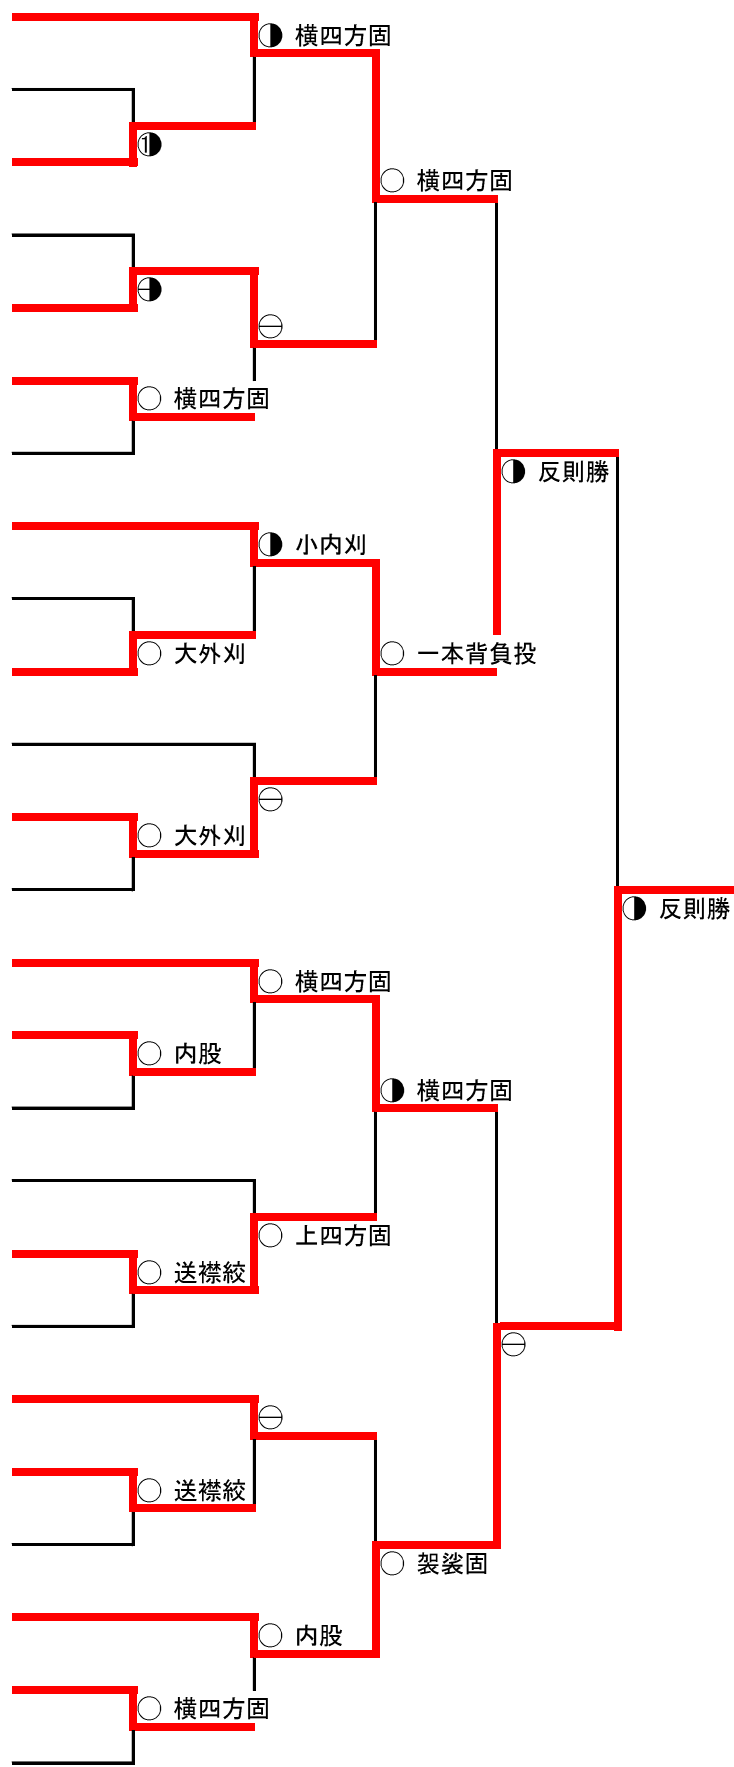 ◑ 横四方固
①
○ 横四方固
○ 横四方固
◑ 反則勝
◑ 小内刈
○ 大外刈
○ 一本背負投
○ 大外刈
◑ 反則勝
○ 横四方固
○ 内股
◑ 横四方固
○ 上四方固
○ 送襟絞
○ 送襟絞
○ 袈裟固
○ 内股
○ 横四方固